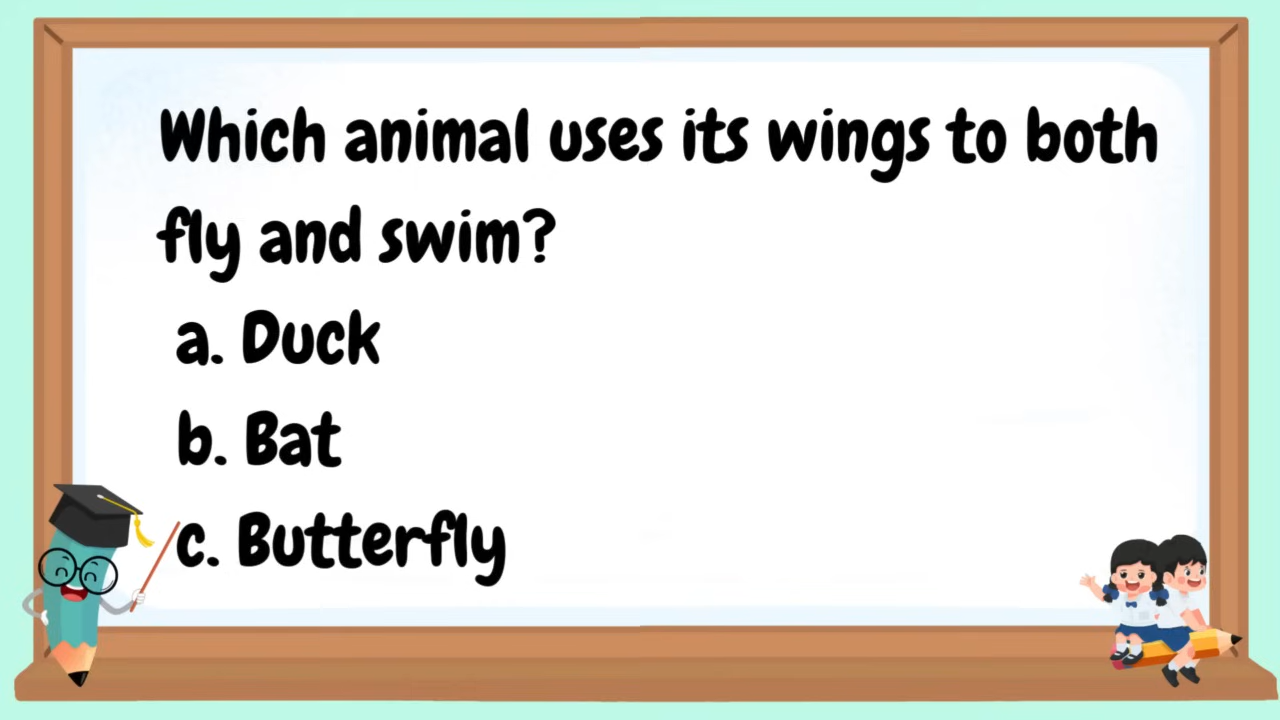 Which animal uses its wings to both
fly and swim?
a. Duck
b. Bat
c. Butterfly